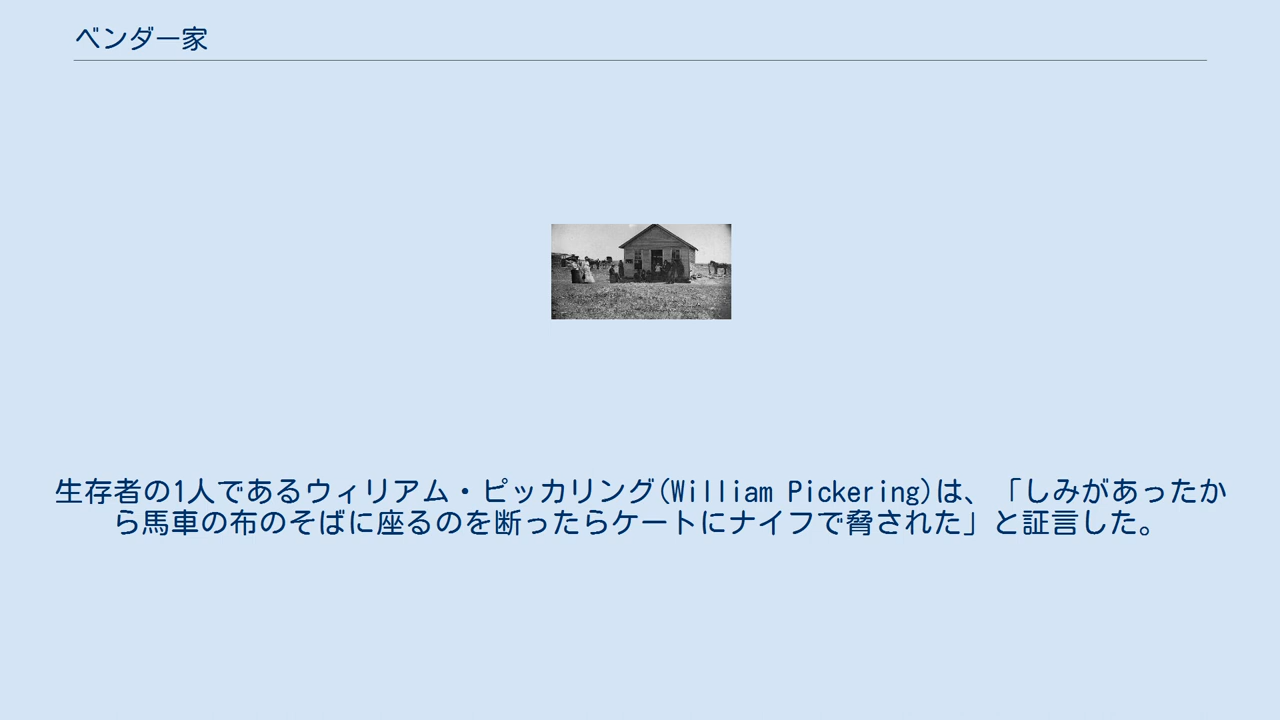 ベンダー家
生存者の1人であるウィリアム・ピッカリング(William Pickering)は、「しみがあったか
ら馬車の布のそばに座るのを断ったらケートにナイフで脅された」と証言した。